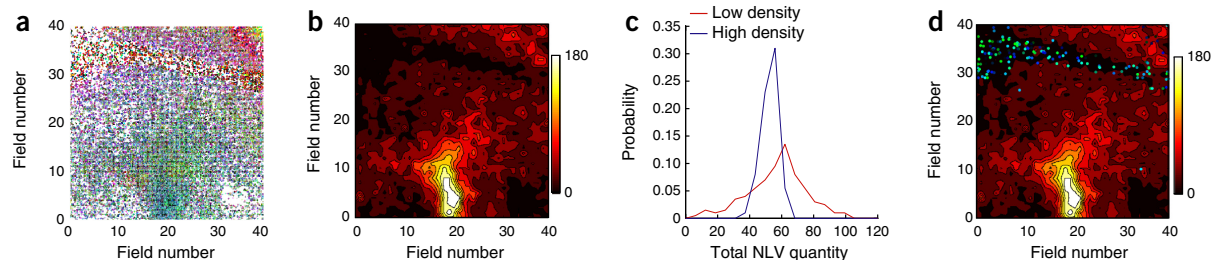 a
40
30
20
10
0
Field number
0 10 20 30 40
Field number
b
40
30
20
10
0
Field number
0 10 20 30 40
Field number
180
0
c
Low density
High density
0.35
0.30
0.25
0.20
0.15
0.10
0.05
0
Probability
0 20 40 60 80 100 120
Total NLV quantity
d
40
30
20
10
0
Field number
0 10 20 30 40
Field number
180
0